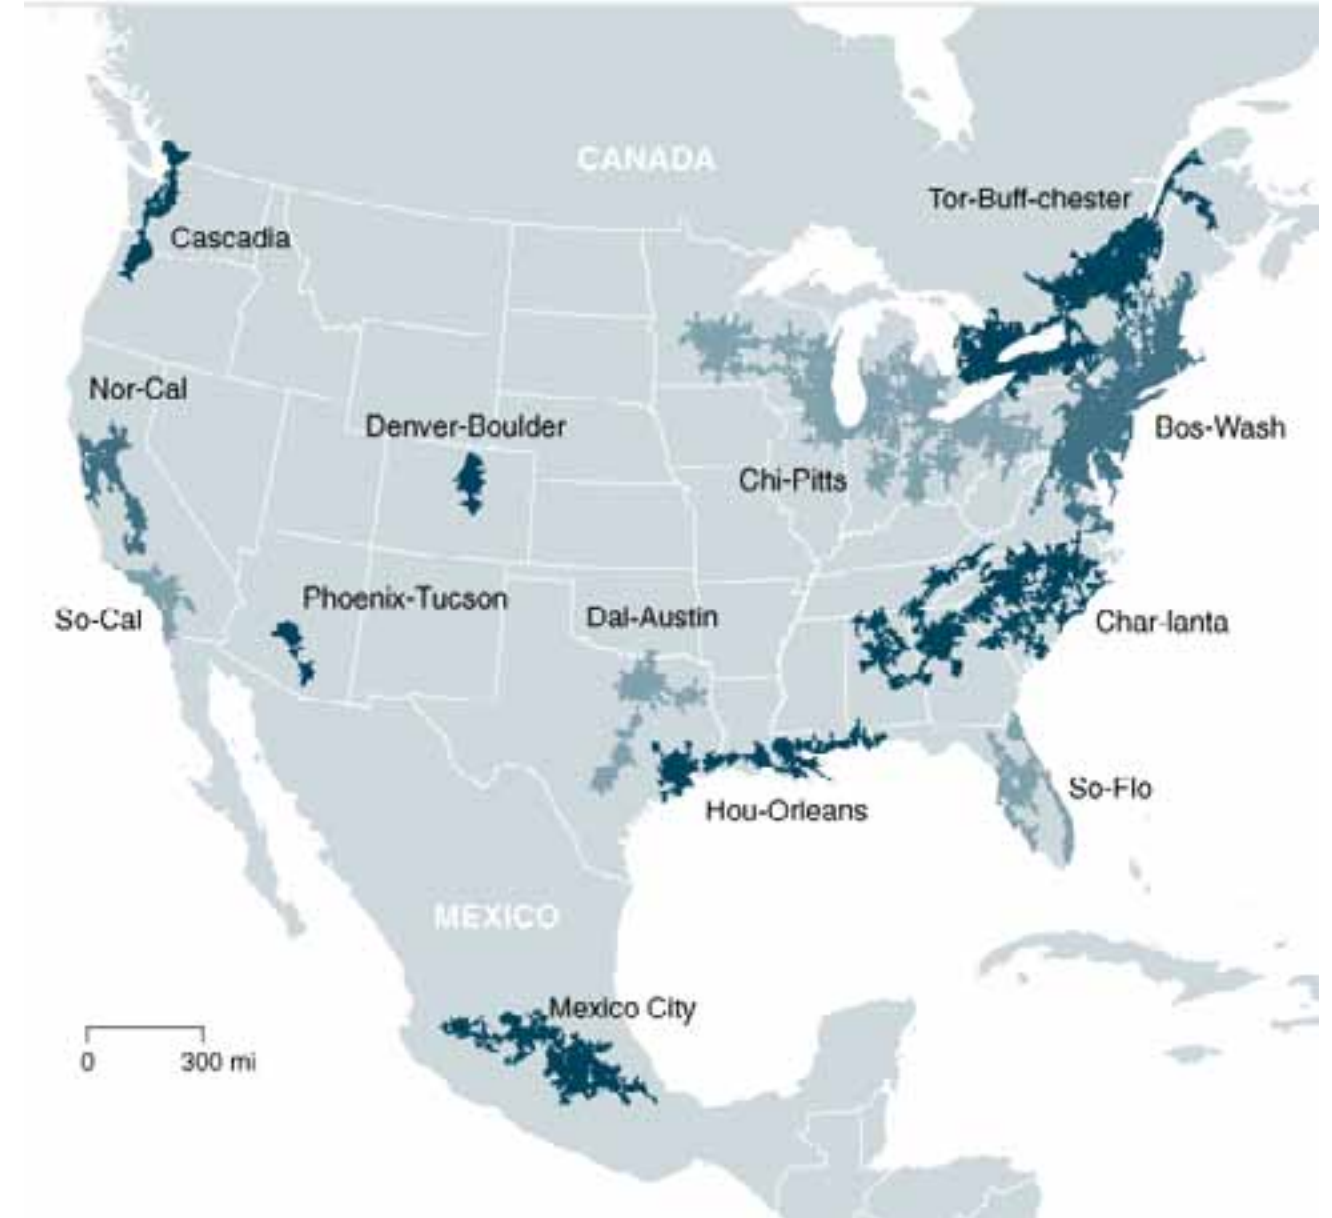 CANADA
Tor-Buff-chester
Cascadia
Nor-Cal
Denver-Boulder
Bos-Wash
Chi-Pitts
Phoenix-Tucson
Dal-Austin
So-Cal
Char-lanta
So-Flo
Hou-Orleans
MEXICO
Mexico City
0 300 mi